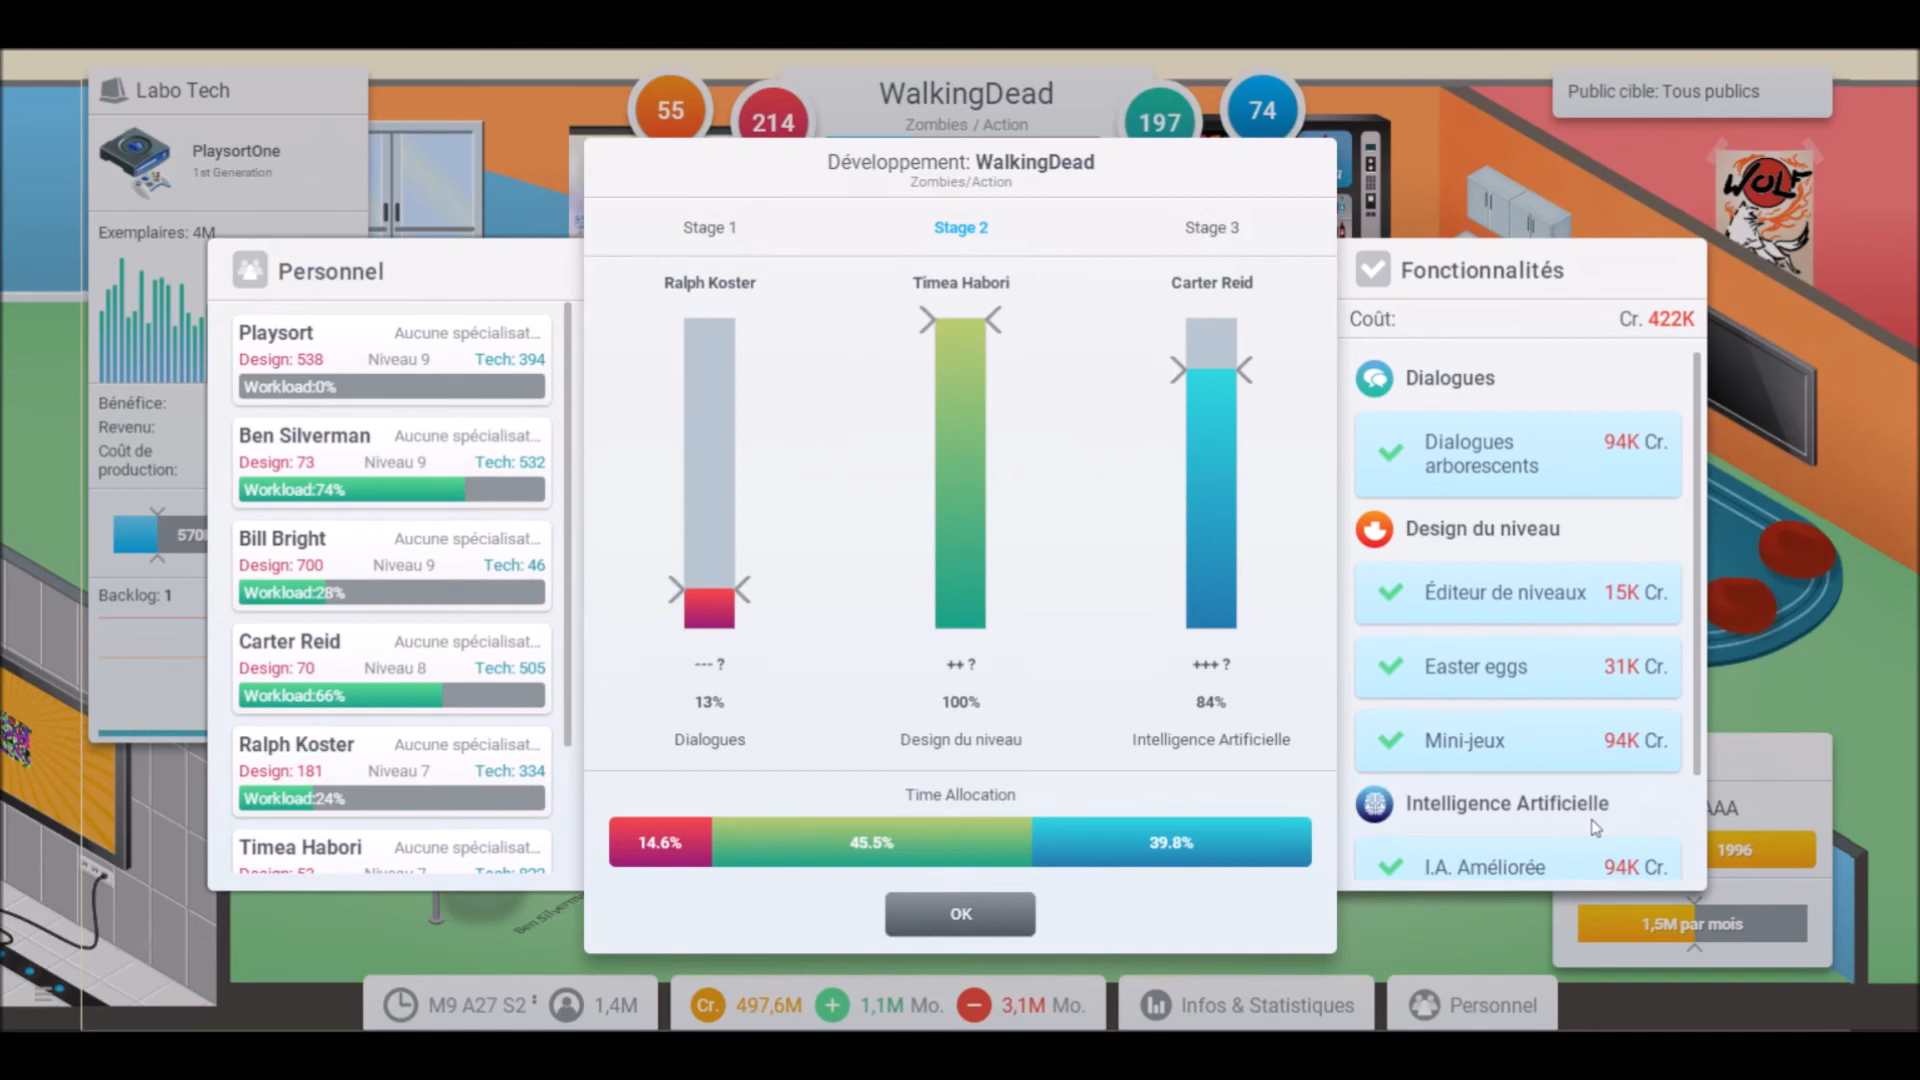 Labo Tech
PlaysortOne
1st Generation
Exemplaires: 4M
Bénéfice:
Revenu:
Coût de
production:
Backlog: 1
55
214
WalkingDead
Zombies / Action
197
74
Public cible: Tous publics
WOLF
Personnel
Playsort Aucune spécialisat...
Design: 538 Niveau 9 Tech: 394
Workload:0%
Ben Silverman Aucune spécialisat...
Design: 73 Niveau 9 Tech: 532
Workload:74%
Bill Bright Aucune spécialisat...
Design: 700 Niveau 9 Tech: 46
Workload:28%
Carter Reid Aucune spécialisat...
Design: 70 Niveau 8 Tech: 505
Workload:66%
Ralph Koster Aucune spécialisat...
Design: 181 Niveau 7 Tech: 334
Workload:24%
Timea Habori Aucune spécialisat...
Développement: WalkingDead
Zombies/Action
Stage 1 Stage 2 Stage 3
Ralph Koster Timea Habori Carter Reid
--- ? ++ ? +++ ?
13% 100% 84%
Dialogues Design du niveau Intelligence Artificielle
Time Allocation
14.6% 45.5% 39.8%
OK
Fonctionnalités
Coût: Cr. 422K
Dialogues
Dialogues
arborescents 94K Cr.
Design du niveau
Éditeur de niveaux 15K Cr.
Easter eggs 31K Cr.
Mini-jeux 94K Cr.
Intelligence Artificielle
I.A. Améliorée 94K Cr.
AAA
1996
1,5M par mois
Ben Silverman
M9 A27 S2 1,4M
Cr. 497,6M + 1,1M Mo. − 3,1M Mo.
Infos & Statistiques
Personnel